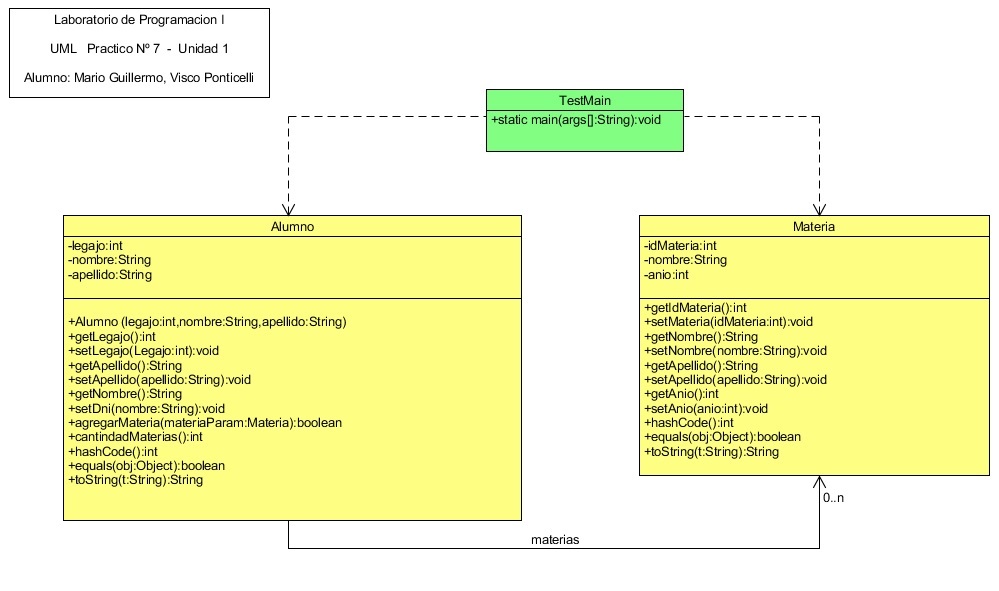 Laboratorio de Programacion I
UML   Practico Nº 7  -  Unidad 1
Alumno: Mario Guillermo, Visco Ponticelli
TestMain
+static main(args[]:String):void
Alumno
-legajo:int
-nombre:String
-apellido:String
+Alumno (legajo:int,nombre:String,apellido:String)
+getLegajo():int
+setLegajo(Legajo:int):void
+getApellido():String
+setApellido(apellido:String):void
+getNombre():String
+setDni(nombre:String):void
+agregarMateria(materiaParam:Materia):boolean
+cantindadMaterias():int
+hashCode():int
+equals(obj:Object):boolean
+toString(t:String):String
Materia
-idMateria:int
-nombre:String
-anio:int
+getIdMateria():int
+setMateria(idMateria:int):void
+getNombre():String
+setNombre(nombre:String):void
+getApellido():String
+setApellido(apellido:String):void
+getAnio():int
+setAnio(anio:int):void
+hashCode():int
+equals(obj:Object):boolean
+toString(t:String):String
0..n
materias